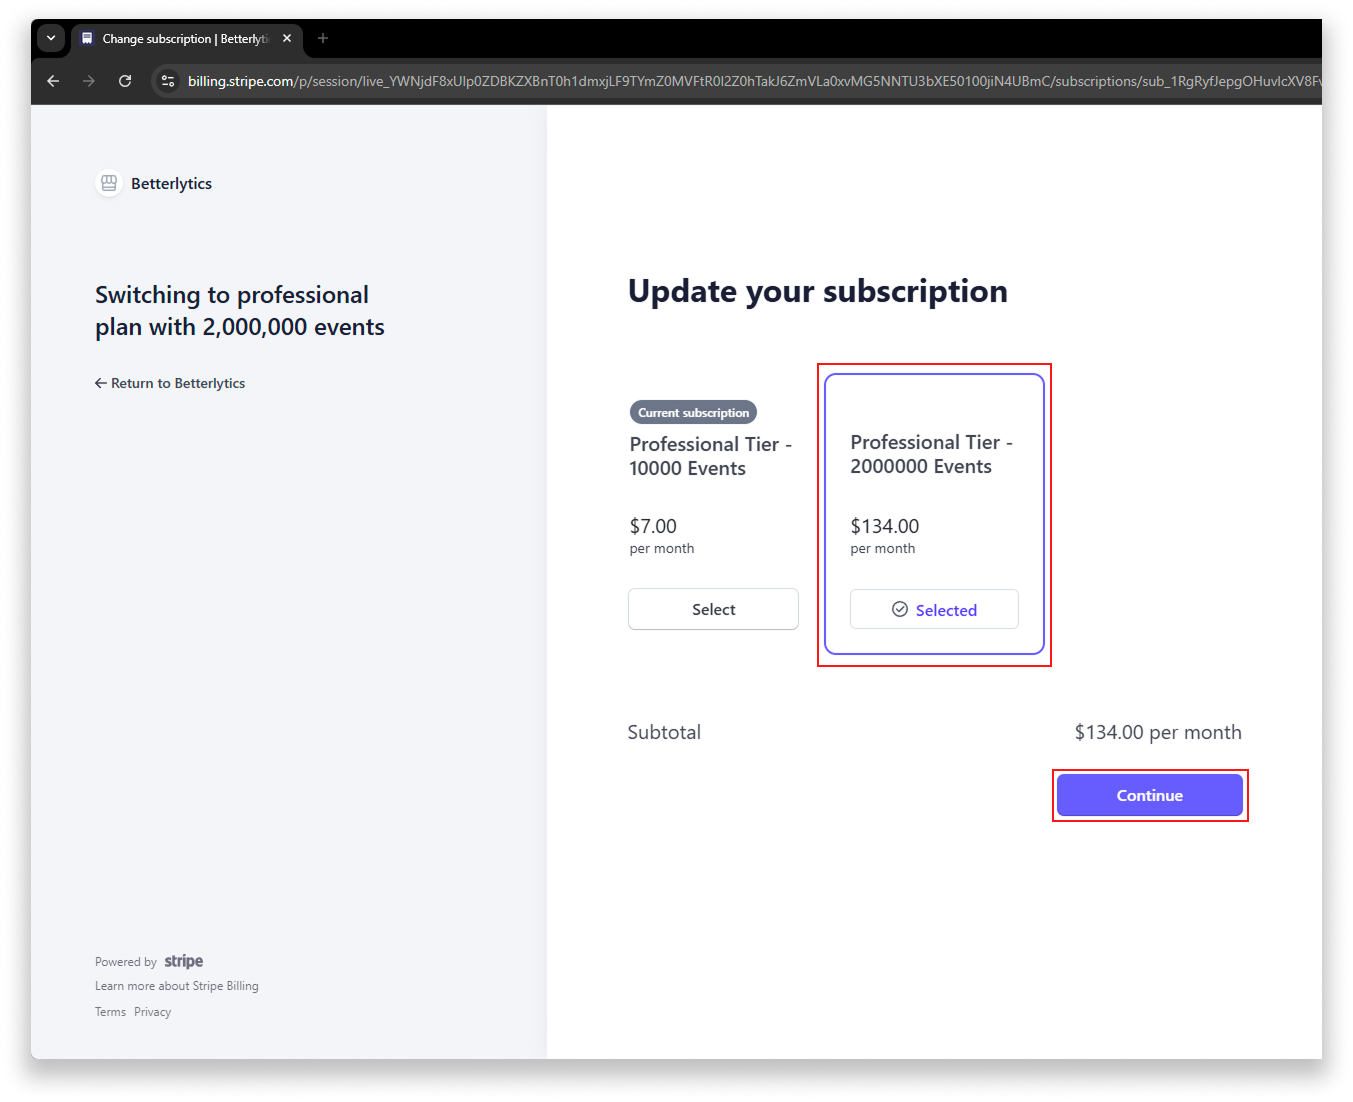 Change subscription | Betterlytic
billing.stripe.com/p/session/live_YWNjdF8xUlp0ZDBKZXBnT0h1dmxjLF9TYmZ0MVFtR0l2Z0hTakJ6ZmVLa0xvMG5NNTU3bXE50100jiN4UBmC/subscriptions/sub_1RgRyfJepgOHuvlcXV8Fv
Betterlytics
Switching to professional
plan with 2,000,000 events
Return to Betterlytics
Update your subscription
Current subscription
Professional Tier -
10000 Events
$7.00
per month
Select
Professional Tier -
2000000 Events
$134.00
per month
Selected
Subtotal
$134.00 per month
Continue
Powered by stripe
Learn more about Stripe Billing
Terms Privacy